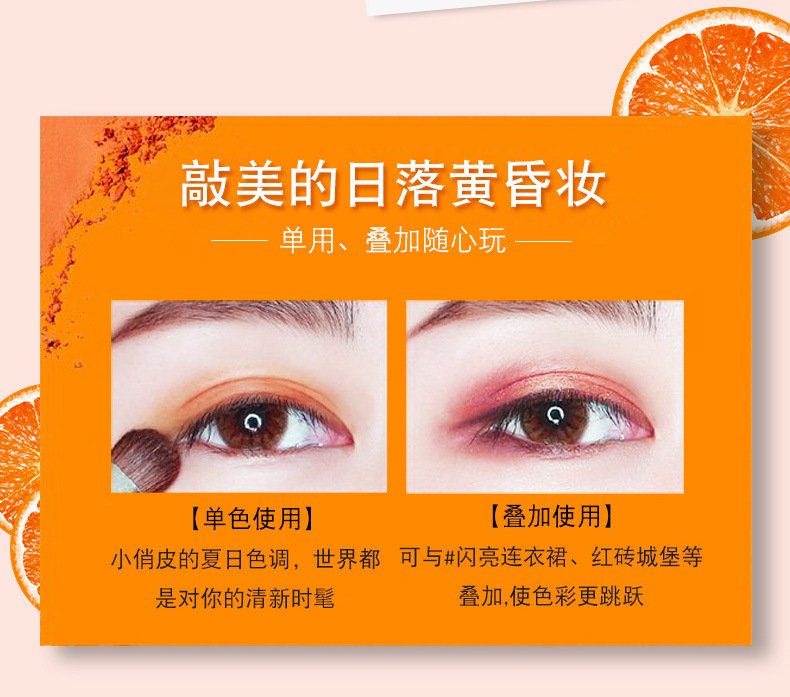 敲美的日落黄昏妆
单用、叠加随心玩
【单色使用】
小俏皮的夏日色调，世界都
是对你的清新时髦
【叠加使用】
可与#闪亮连衣裙、红砖城堡等
叠加,使色彩更跳跃